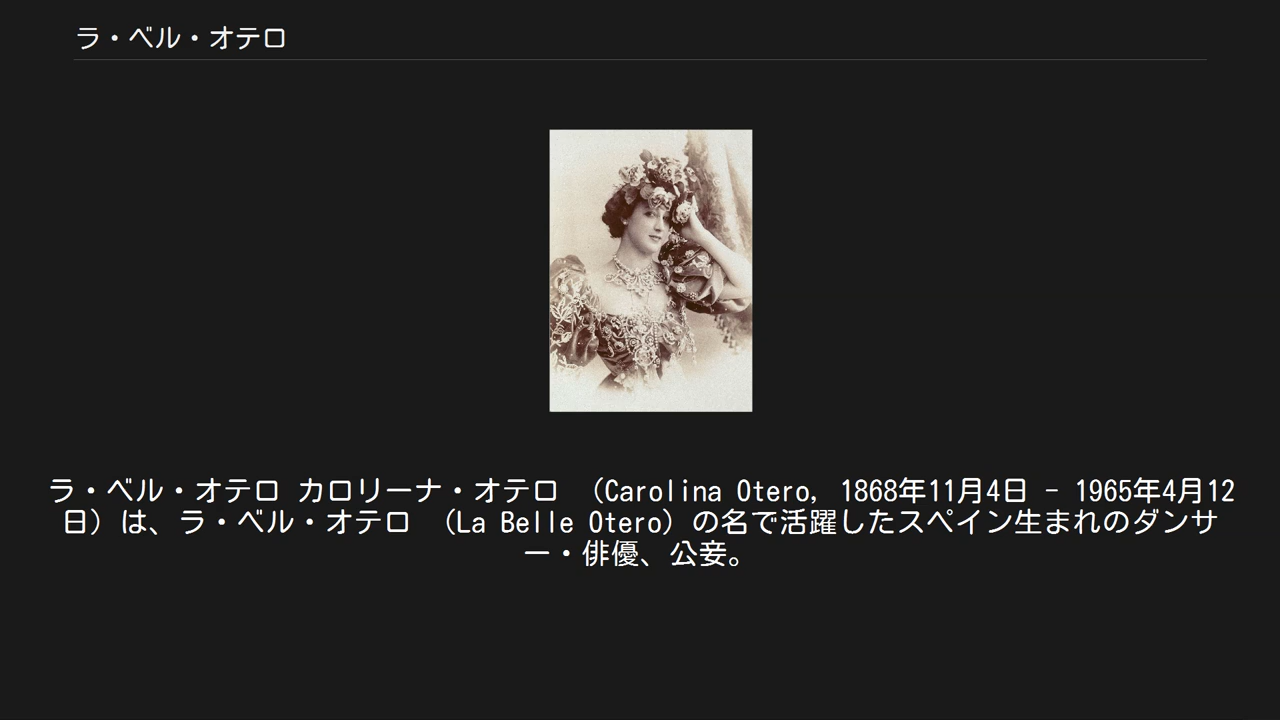 ラ・ベル・オテロ
ラ・ベル・オテロ カロリーナ・オテロ （Carolina Otero, 1868年11月4日 - 1965年4月12
日）は、ラ・ベル・オテロ （La Belle Otero）の名で活躍したスペイン生まれのダンサ
ー・俳優、公妾。